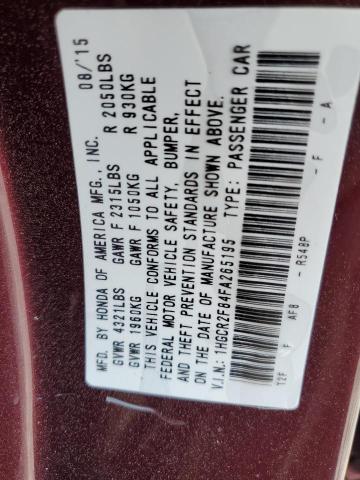 MFD. BY HONDA OF AMERICA MFG., INC. 08/'15
GVWR 4321LBS GAWR F 2315LBS R 2050LBS
GVWR 1960KG GAWR F 1050KG R 930KG
THIS VEHICLE CONFORMS TO ALL APPLICABLE
FEDERAL MOTOR VEHICLE SAFETY, BUMPER,
AND THEFT PREVENTION STANDARDS IN EFFECT
ON THE DATE OF MANUFACTURE SHOWN ABOVE.
V.I.N.: 1HGCR2F84FA265195 PASSENGER CAR
12F F AF8 - R548P - F - A